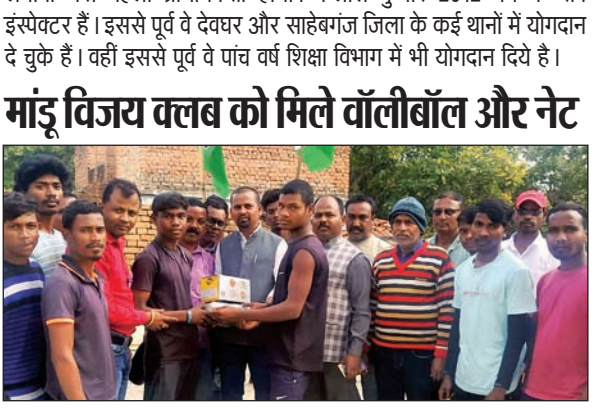 इंस्पेक्टर हैं। इससे पूर्व वे देवघर और साहेबगंज जिला के कई थानों में योगदान
दे चुके हैं। वहीं इससे पूर्व वे पांच वर्ष शिक्षा विभाग में भी योगदान दिये है।
मांडू विजय क्लब को मिले वॉलीबॉल और नेट